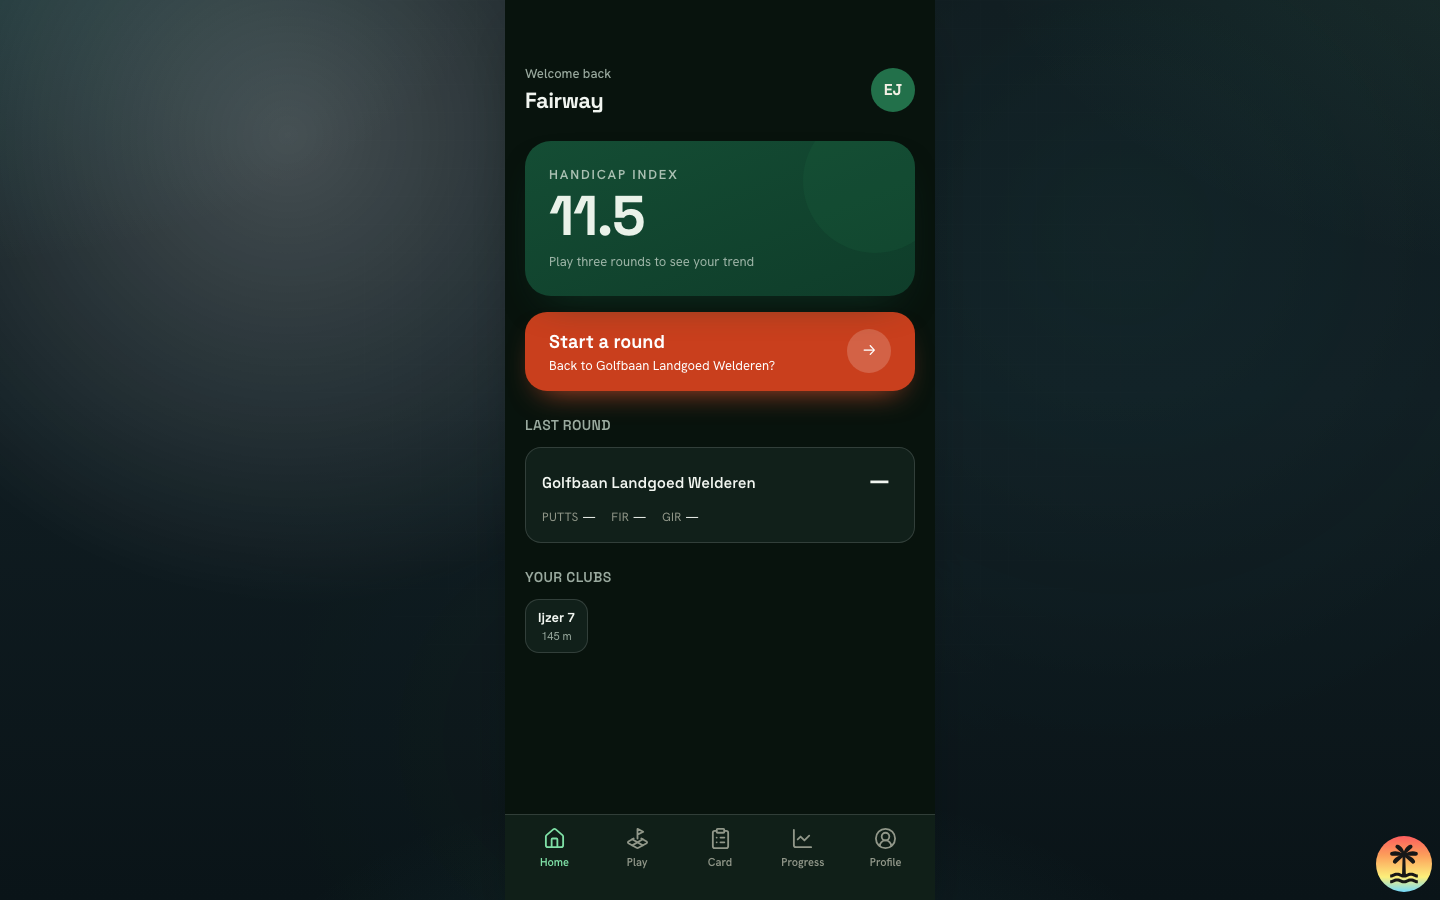 Welcome back
Fairway
EJ
HANDICAP INDEX
11.5
Play three rounds to see your trend
Start a round
Back to Golfbaan Landgoed Welderen?
LAST ROUND
Golfbaan Landgoed Welderen —
PUTTS — FIR — GIR —
YOUR CLUBS
Ijzer 7
145 m
Home Play Card Progress Profile